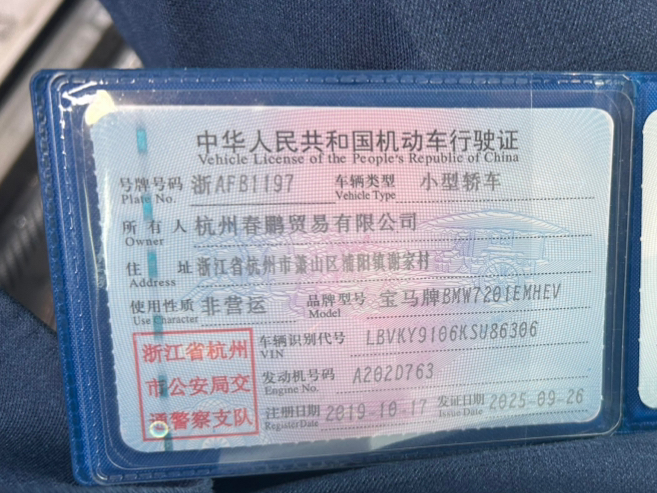 中华人民共和国机动车行驶证
Vehicle License of the People's Republic of China
号牌号码 浙AFB1197 车辆类型 小型轿车
Plate No. Vehicle Type
所有人 杭州春鹏贸易有限公司
Owner
住址 浙江省杭州市萧山区浦阳镇谢家村
Address
使用性质 非营运 品牌型号 宝马牌BMW7201EMHEV
Use Character Model
浙江省杭州
市公安局交
通警察支队
车辆识别代号 LBVKY9106KSU86306
VIN
发动机号码 A202D763
Engine No.
注册日期 2019-10-17 发证日期 2025-09-26
Register Date Issue Date